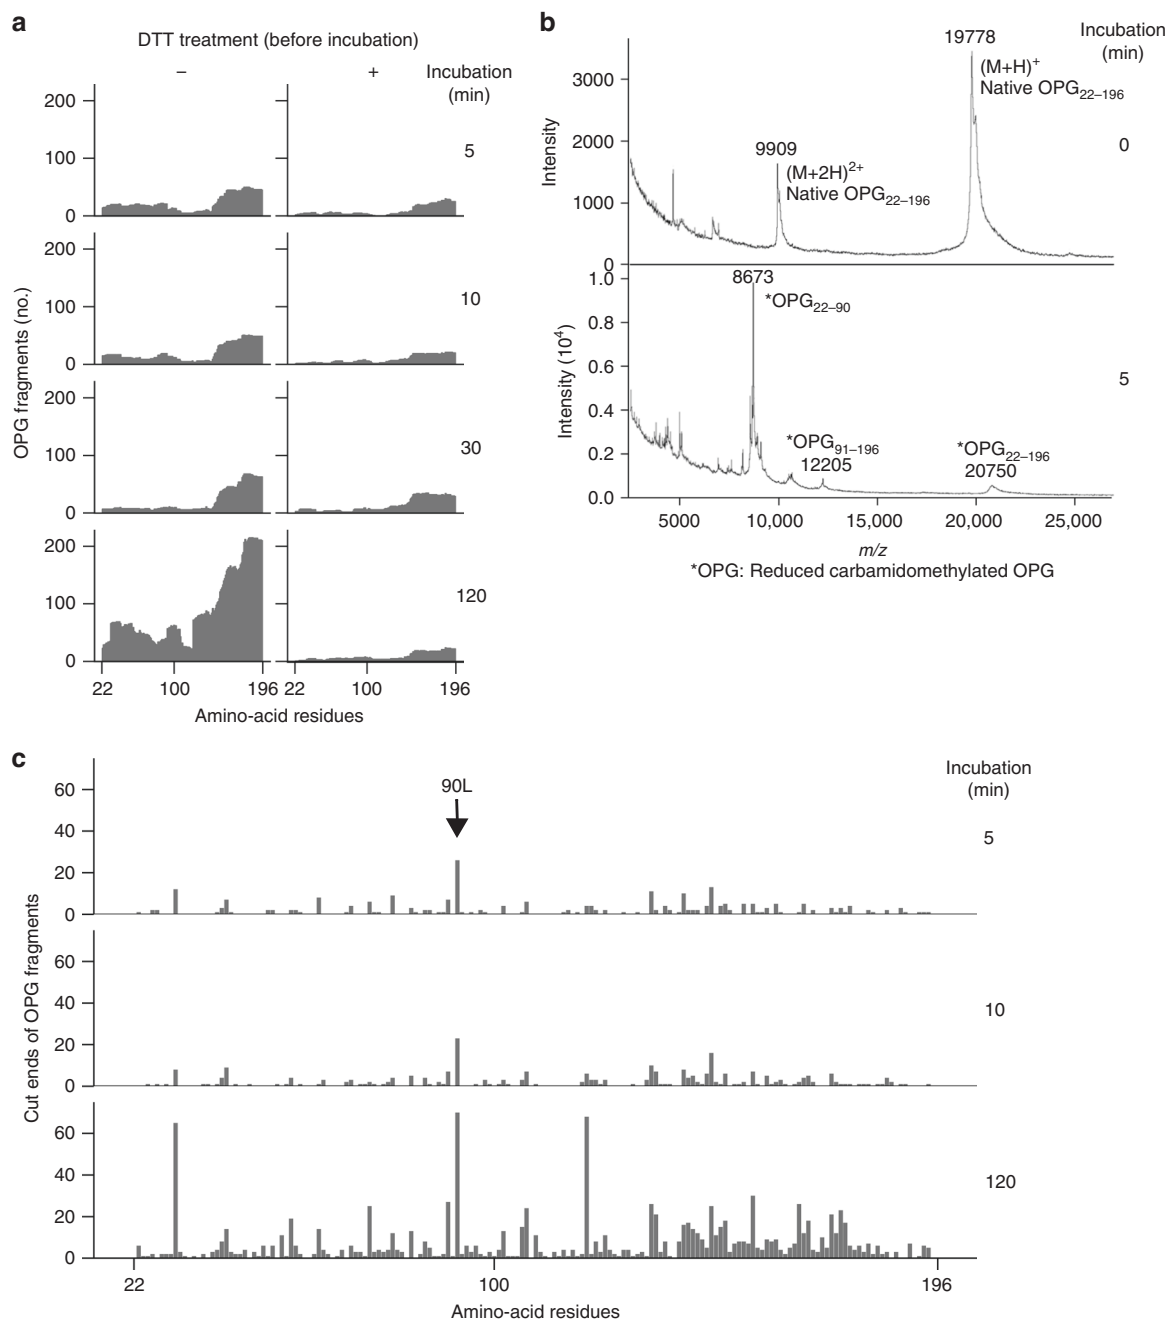 a
DTT treatment (before incubation)
− + Incubation (min)
OPG fragments (no.)
200
100
0
5
200
100
0
10
200
100
0
30
200
100
0
120
22 100 196 22 100 196
Amino-acid residues
b
Incubation (min)
Intensity
3000
2000
1000
0
19778
(M+H)+
Native OPG22–196
9909
(M+2H)2+
Native OPG22–196
0
Intensity (10⁴)
1.0
0.8
0.6
0.4
0.2
0.0
8673
*OPG22–90
*OPG91–196
12205
*OPG22–196
20750
5
5000 10,000 15,000 20,000 25,000
m/z
*OPG: Reduced carbamidomethylated OPG
c
Incubation (min)
Cut ends of OPG fragments
90L
60
40
20
0
5
60
40
20
0
10
60
40
20
0
120
22 100 196
Amino-acid residues